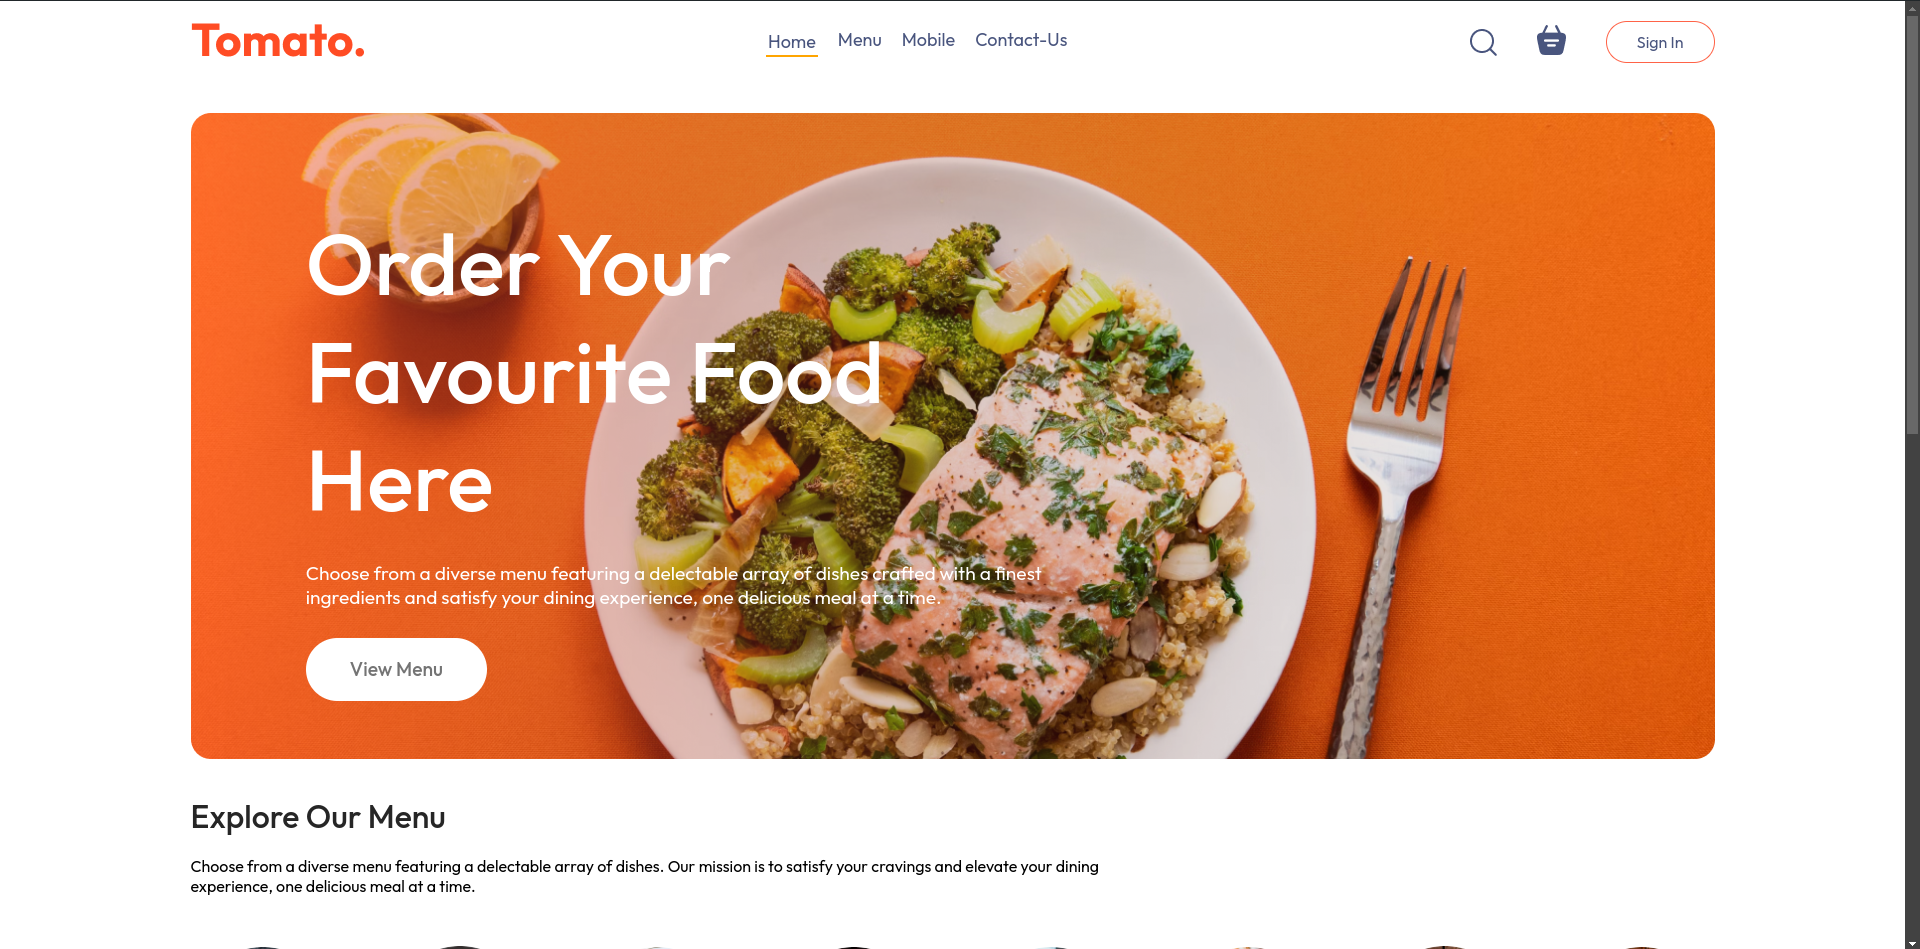 Tomato.
Home Menu Mobile Contact-Us
Sign In
Order Your
Favourite Food
Here
Choose from a diverse menu featuring a delectable array of dishes crafted with a finest
ingredients and satisfy your dining experience, one delicious meal at a time.
View Menu
Explore Our Menu
Choose from a diverse menu featuring a delectable array of dishes. Our mission is to satisfy your cravings and elevate your dining
experience, one delicious meal at a time.